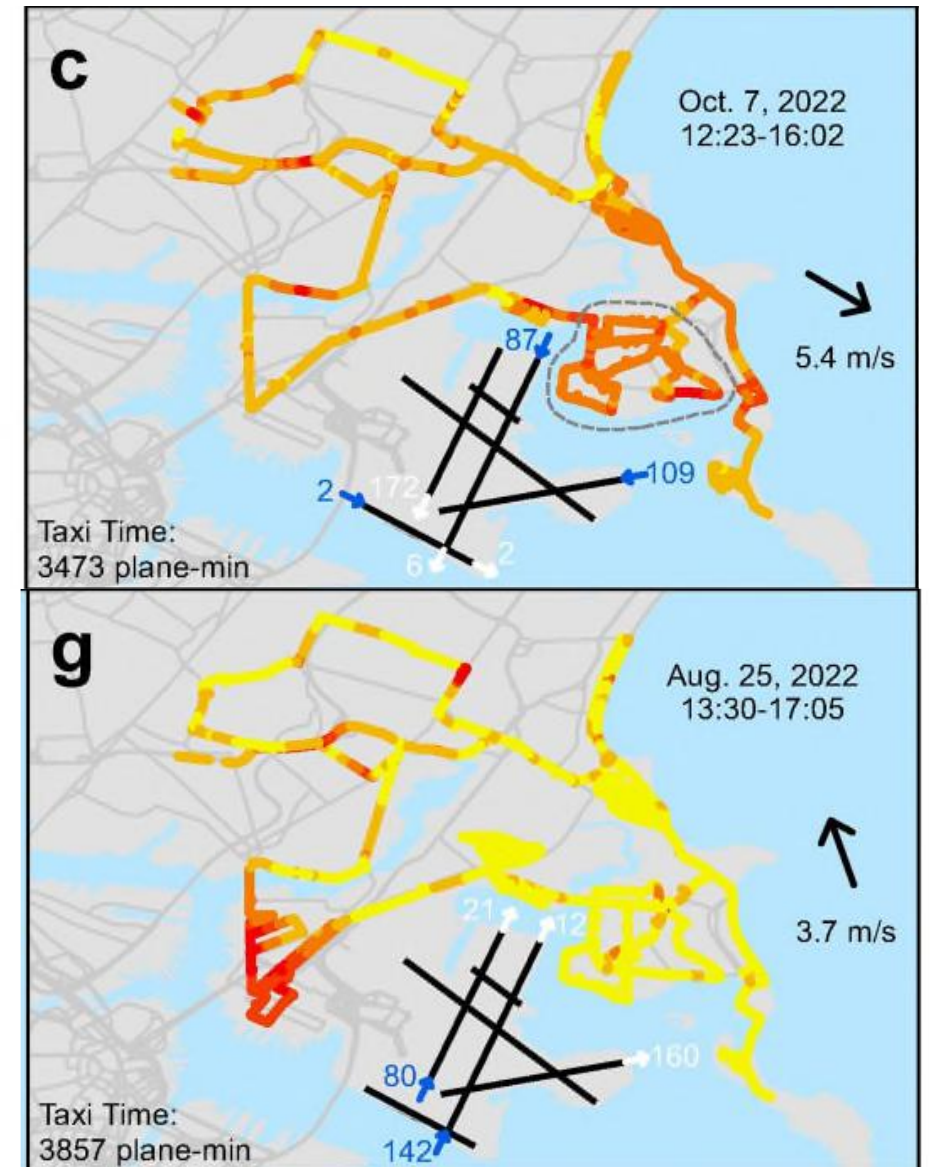 c
Oct. 7, 2022
12:23-16:02
5.4 m/s
87
109
2
172
6
2
Taxi Time:
3473 plane-min
g
Aug. 25, 2022
13:30-17:05
3.7 m/s
21
12
160
80
142
Taxi Time:
3857 plane-min